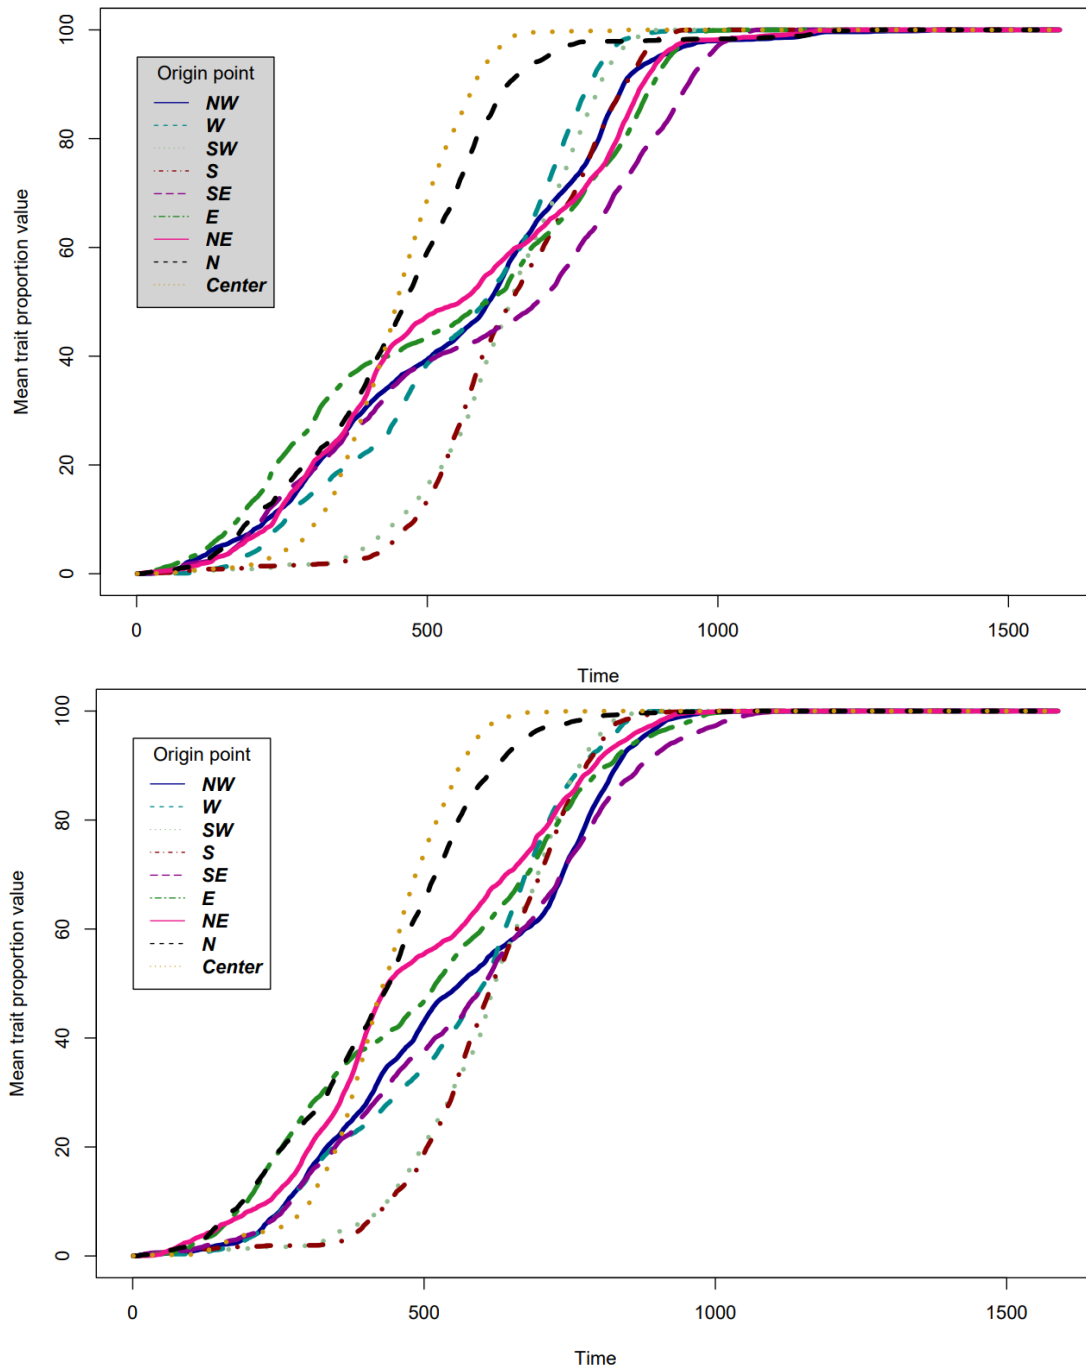 Mean trait proportion value
100
80
60
40
20
0
Origin point
NW
W
SW
S
SE
E
NE
N
Center
0 500 1000 1500
Time
Mean trait proportion value
100
80
60
40
20
0
Origin point
NW
W
SW
S
SE
E
NE
N
Center
0 500 1000 1500
Time